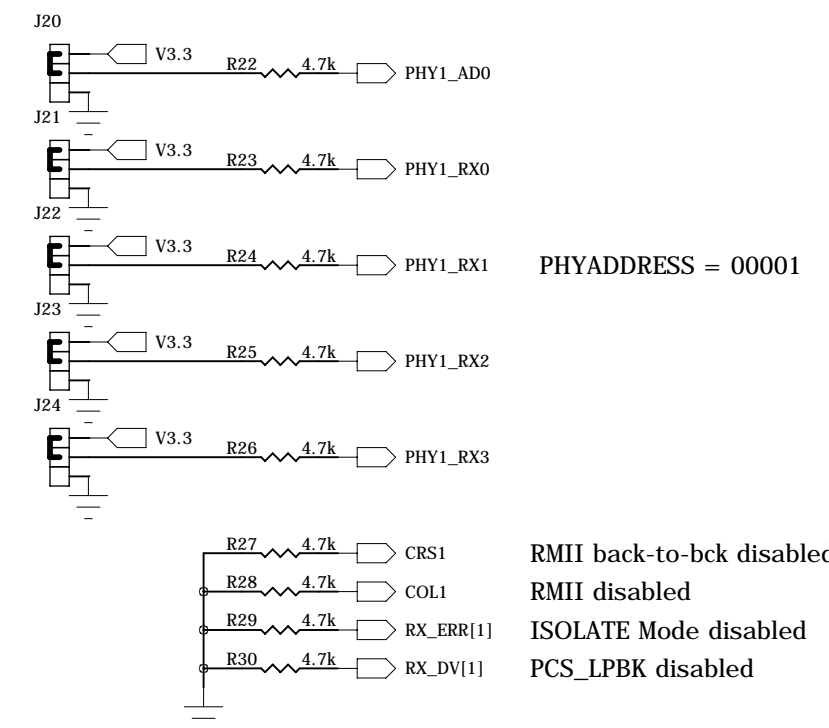 J20
V3.3
R22 4.7k PHY1_AD0
J21
V3.3
R23 4.7k PHY1_RX0
J22
V3.3
R24 4.7k PHY1_RX1 PHYADDRESS = 00001
J23
V3.3
R25 4.7k PHY1_RX2
J24
V3.3
R26 4.7k PHY1_RX3
R27 4.7k CRS1 RMII back-to-bck disabled
R28 4.7k COL1 RMII disabled
R29 4.7k RX_ERR[1] ISOLATE Mode disabled
R30 4.7k RX_DV[1] PCS_LPBK disabled